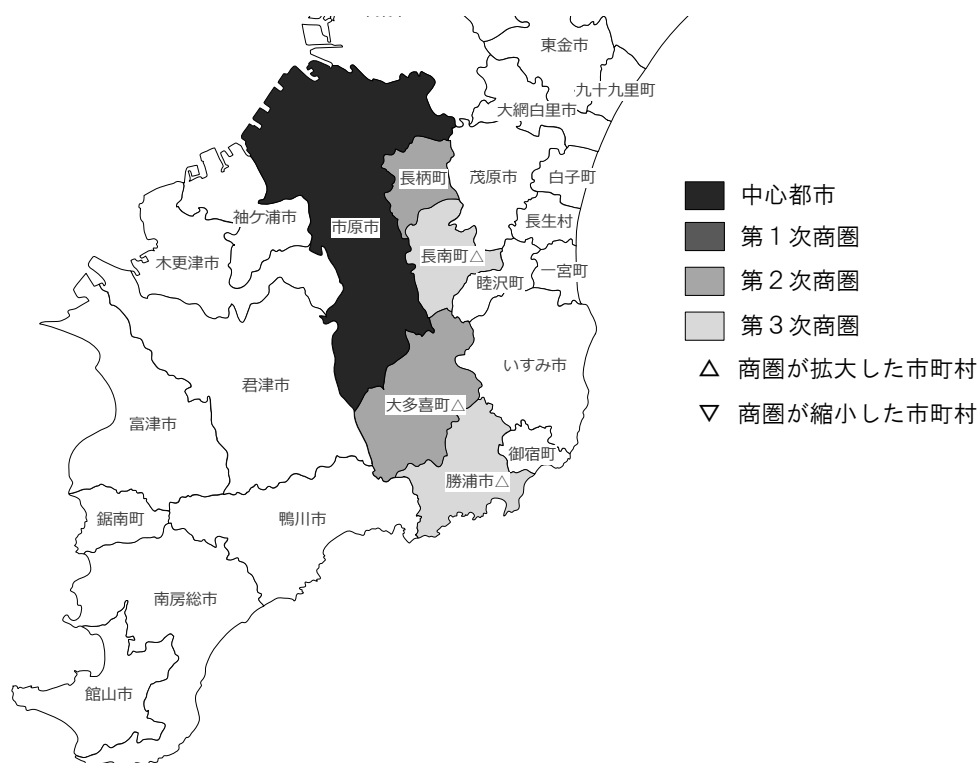 東金市
九十九里町
大網白里市
長柄町
茂原市
白子町
袖ケ浦市
市原市
長生村
木更津市
長南町△
睦沢町
一宮町
君津市
いすみ市
大多喜町△
富津市
御宿町
勝浦市△
鋸南町
鴨川市
南房総市
館山市
中心都市
第１次商圏
第２次商圏
第３次商圏
△ 商圏が拡大した市町村
▽ 商圏が縮小した市町村